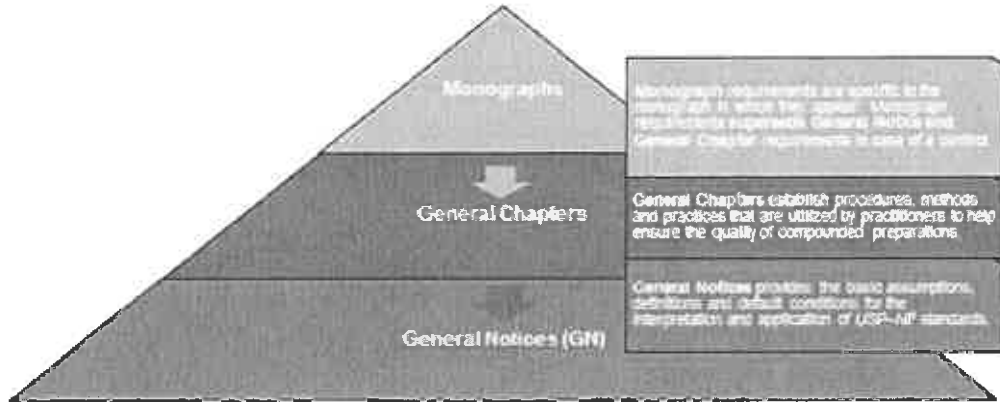 Monographs
Monograph requirements are specific to the
monograph in which they appear. Monograph
requirements supersede General Notices and
General Chapter requirements in case of a conflict.
General Chapters
General Chapters establish procedures, methods
and practices that are utilized by practitioners to help
ensure the quality of compounded preparations.
General Notices (GN)
General Notices provides the basic assumptions,
definitions and default conditions for the
interpretation and application of USP–NF standards.